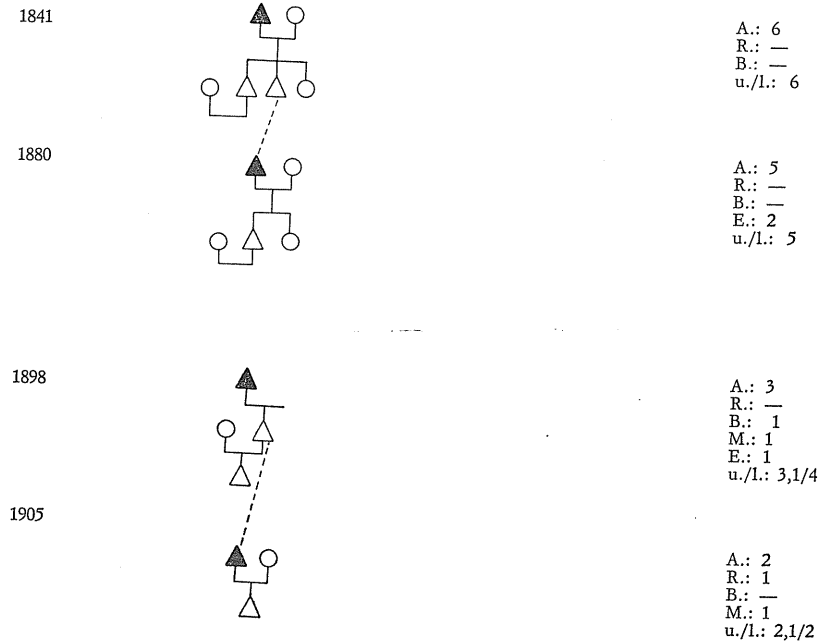 1841
A.: 6
R.: —
B.: —
u./l.: 6
1880
A.: 5
R.: —
B.: —
E.: 2
u./l.: 5
1898
A.: 3
R.: —
B.: 1
M.: 1
E.: 1
u./l.: 3,1/4
1905
A.: 2
R.: 1
B.: —
M.: 1
u./l.: 2,1/2